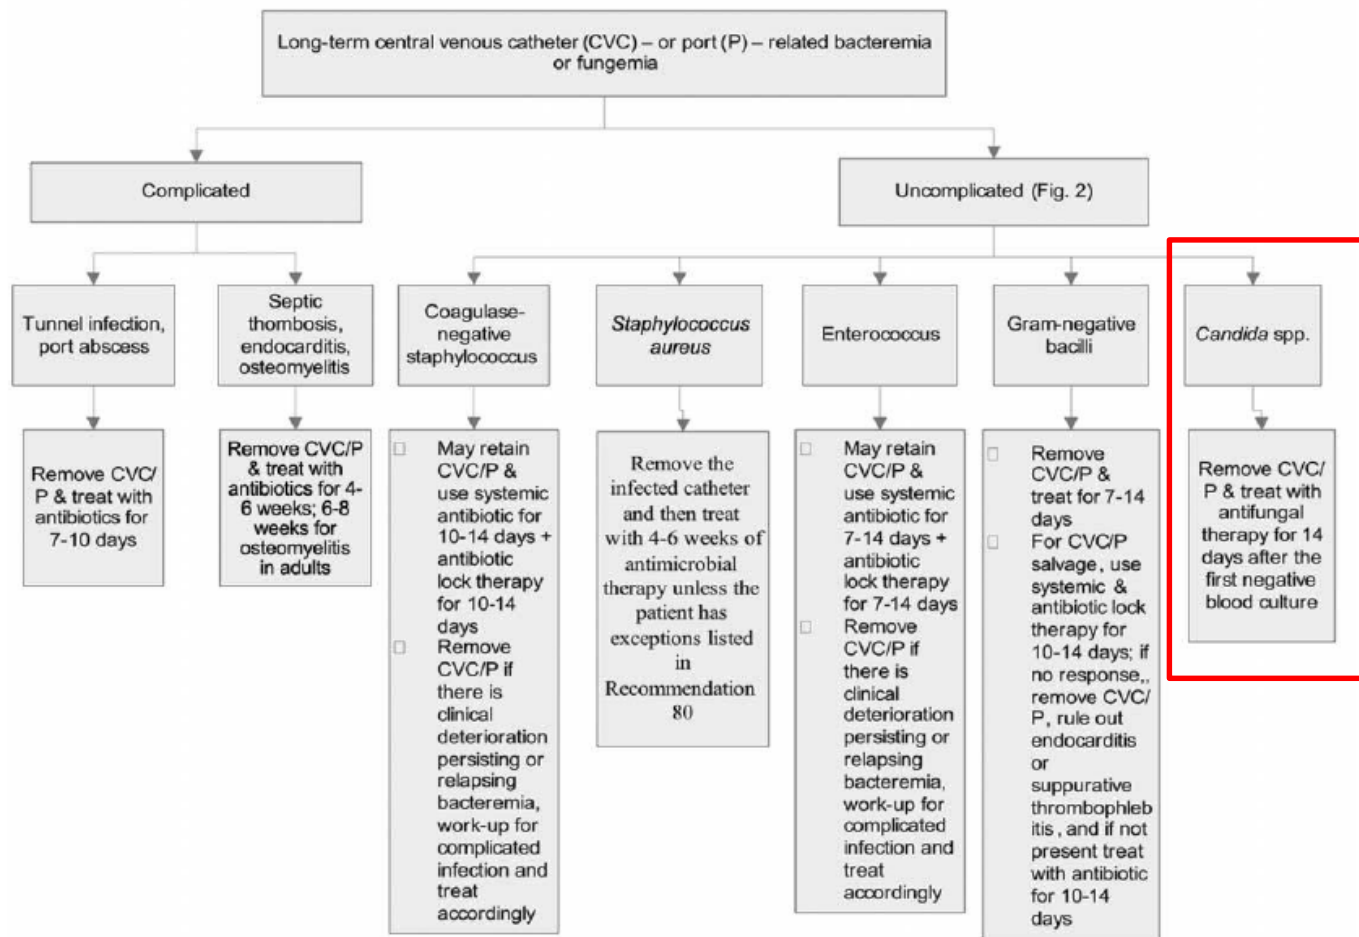 Long-term central venous catheter (CVC) – or port (P) – related bacteremia
or fungemia
Complicated
Uncomplicated (Fig. 2)
Tunnel infection,
port abscess
Septic
thombosis,
endocarditis,
osteomyelitis
Coagulase-
negative
staphylococcus
Staphylococcus
aureus
Enterococcus
Gram-negative
bacilli
Candida spp.
Remove CVC/
P & treat with
antibiotics for
7-10 days
Remove CVC/P
& treat with
antibiotics for 4-
6 weeks; 6-8
weeks for
osteomyelitis
in adults
May retain
CVC/P &
use systemic
antibiotic for
10-14 days +
antibiotic
lock therapy
for 10-14
days
Remove
CVC/P if
there is
clinical
deterioration
persisting or
relapsing
bacteremia,
work-up for
complicated
infection and
treat
accordingly
Remove the
infected catheter
and then treat
with 4-6 weeks of
antimicrobial
therapy unless the
patient has
exceptions listed
in
Recommendation
80
May retain
CVC/P &
use systemic
antibiotic for
7-14 days +
antibiotic
lock therapy
for 7-14 days
Remove
CVC/P if
there is
clinical
deterioration
persisting or
relapsing
bacteremia,
work-up for
complicated
infection and
treat
accordingly
Remove
CVC/P &
treat for 7-14
days
For CVC/P
salvage, use
systemic &
antibiotic lock
therapy for
10-14 days; if
no response,,
remove CVC/
P, rule out
endocarditis
or
suppurative
thrombophleb
itis, and if not
present treat
with antibiotic
for 10-14
days
Remove CVC/
P & treat with
antifungal
therapy for 14
days after the
first negative
blood culture